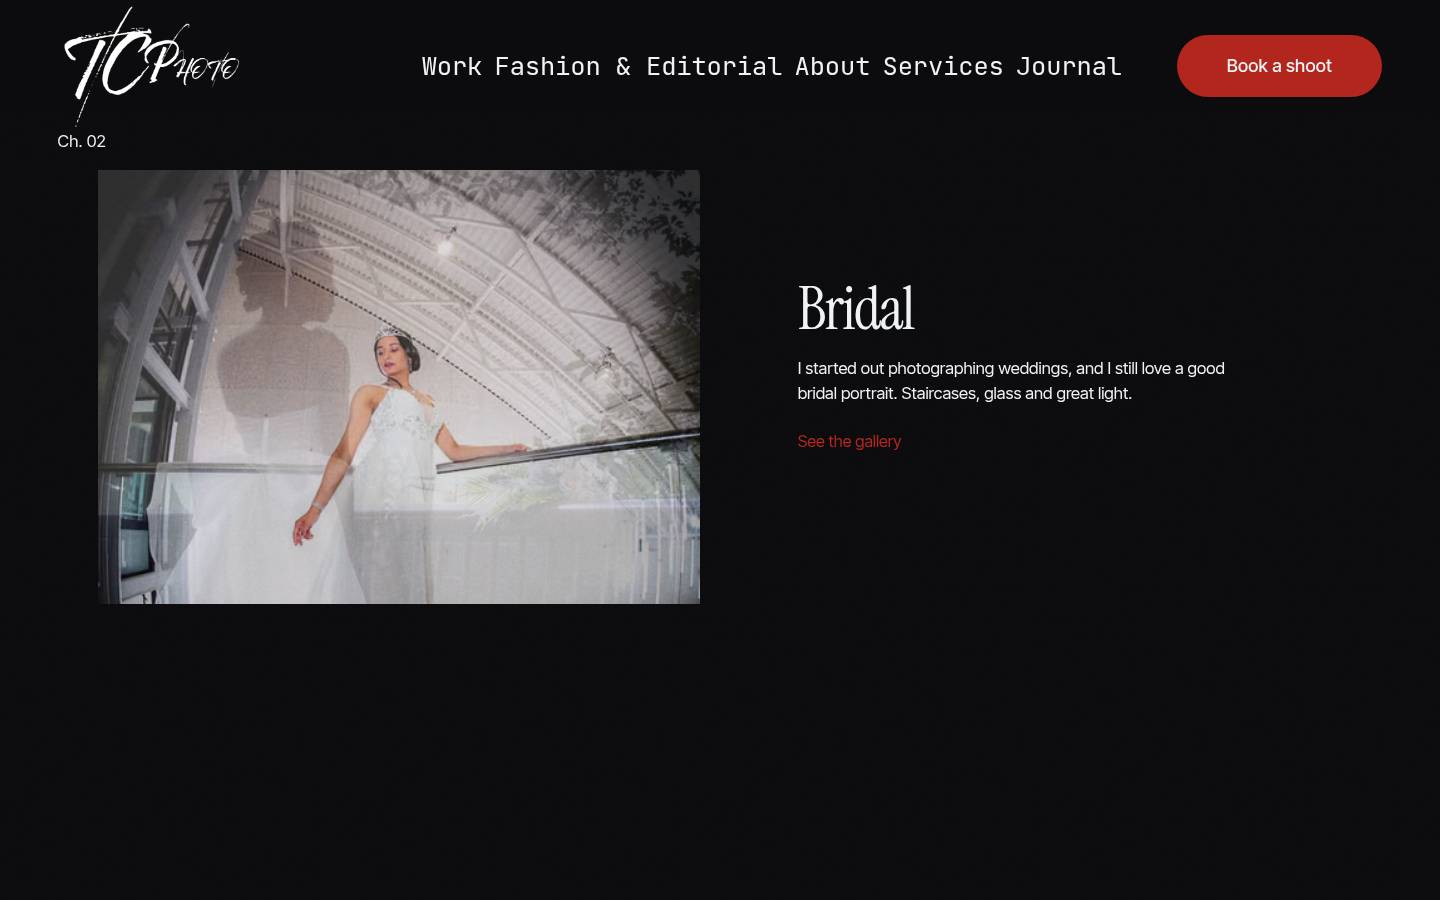 TCPHOTO
Work Fashion & Editorial About Services Journal
Book a shoot
Ch. 02
Bridal
I started out photographing weddings, and I still love a good
bridal portrait. Staircases, glass and great light.
See the gallery